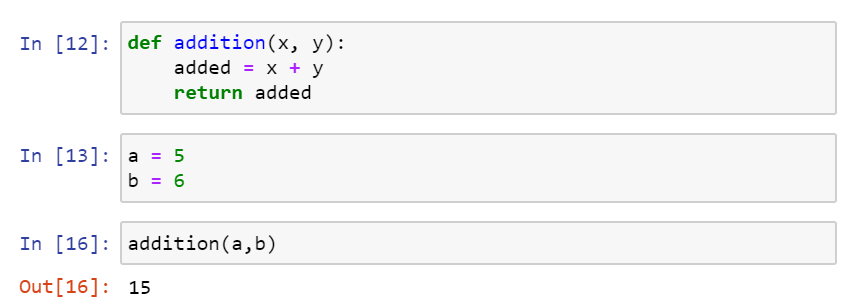 In [12]: def addition(x, y):
    added = x + y
    return added
In [13]: a = 5
b = 6
In [16]: addition(a,b)
Out[16]: 15